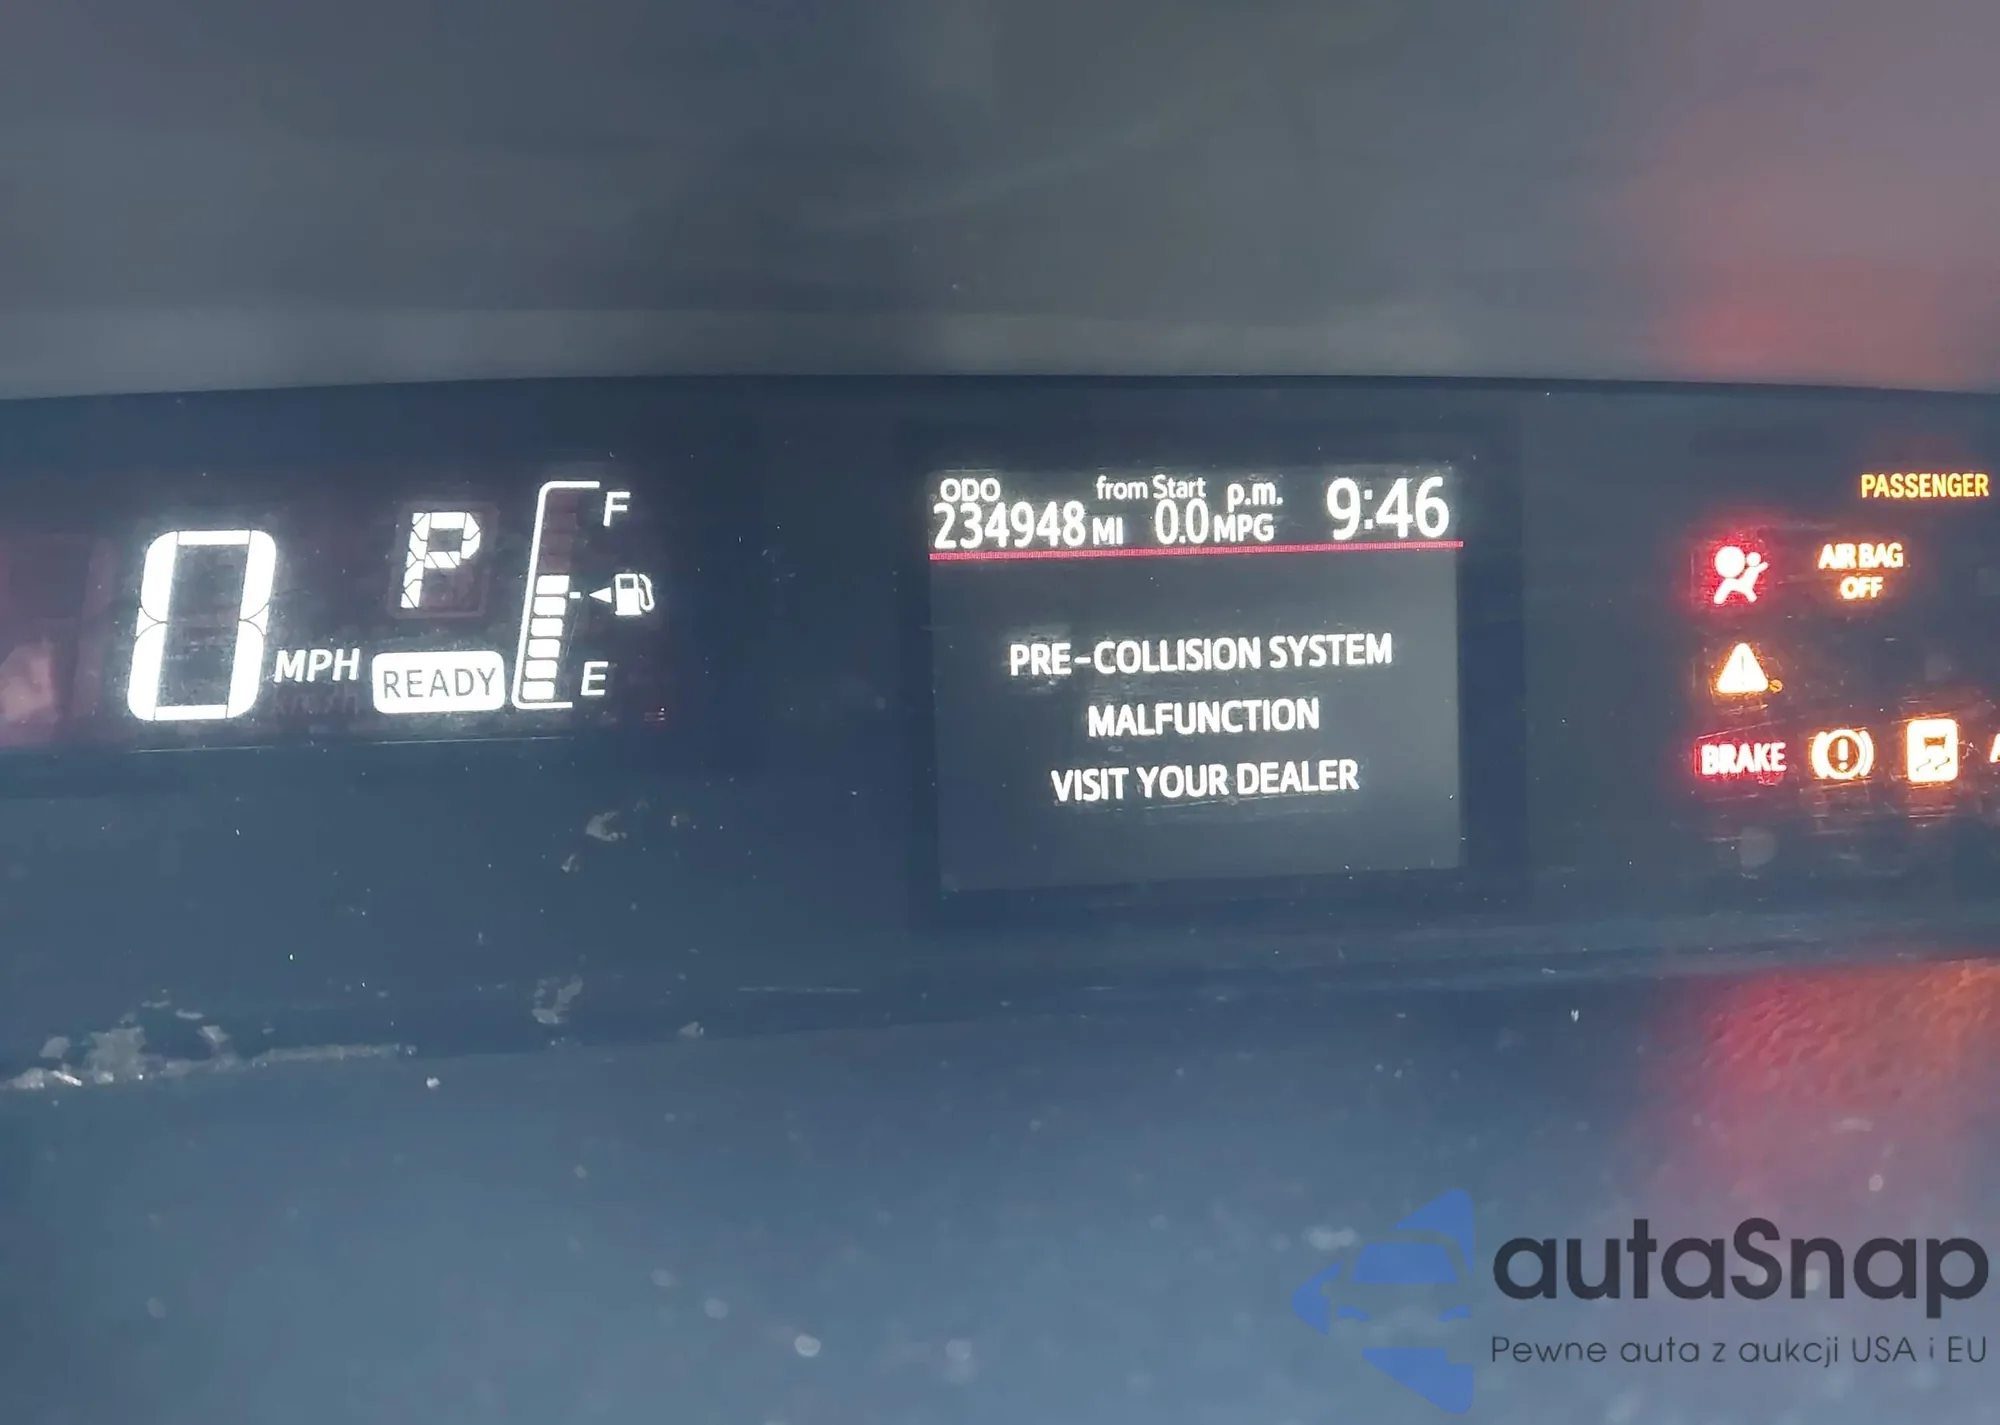 0 MPH
P
READY
F
E
ODO from Start p.m. 9:46
234948 MI 0.0 MPG
PRE-COLLISION SYSTEM
MALFUNCTION
VISIT YOUR DEALER
PASSENGER
AIR BAG
OFF
BRAKE
autaSnap
Pewne auta z aukcji USA i EU